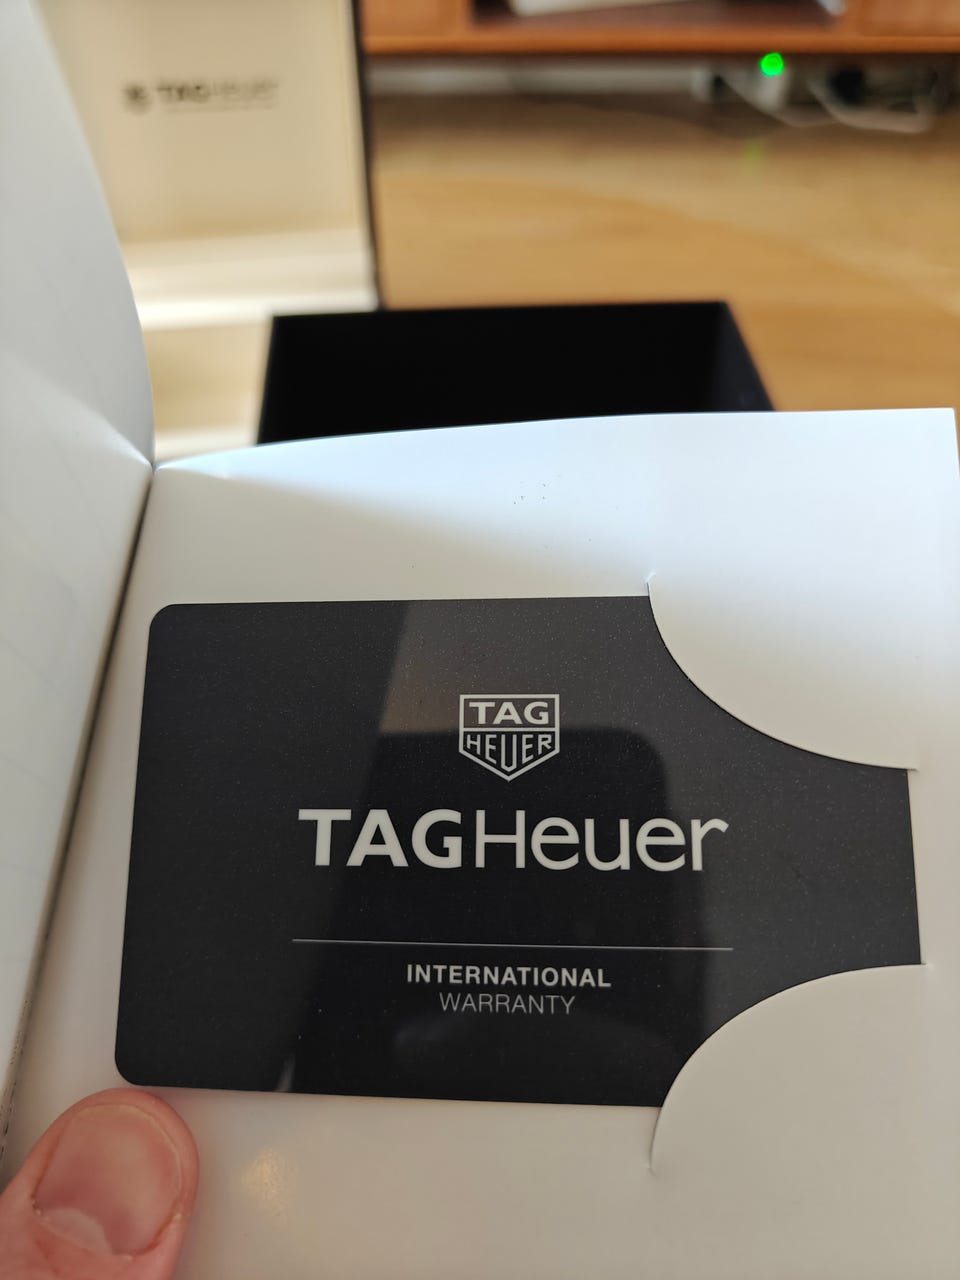 TAGHEUER
TAG
HEUER
TAGHeuer
INTERNATIONAL
WARRANTY